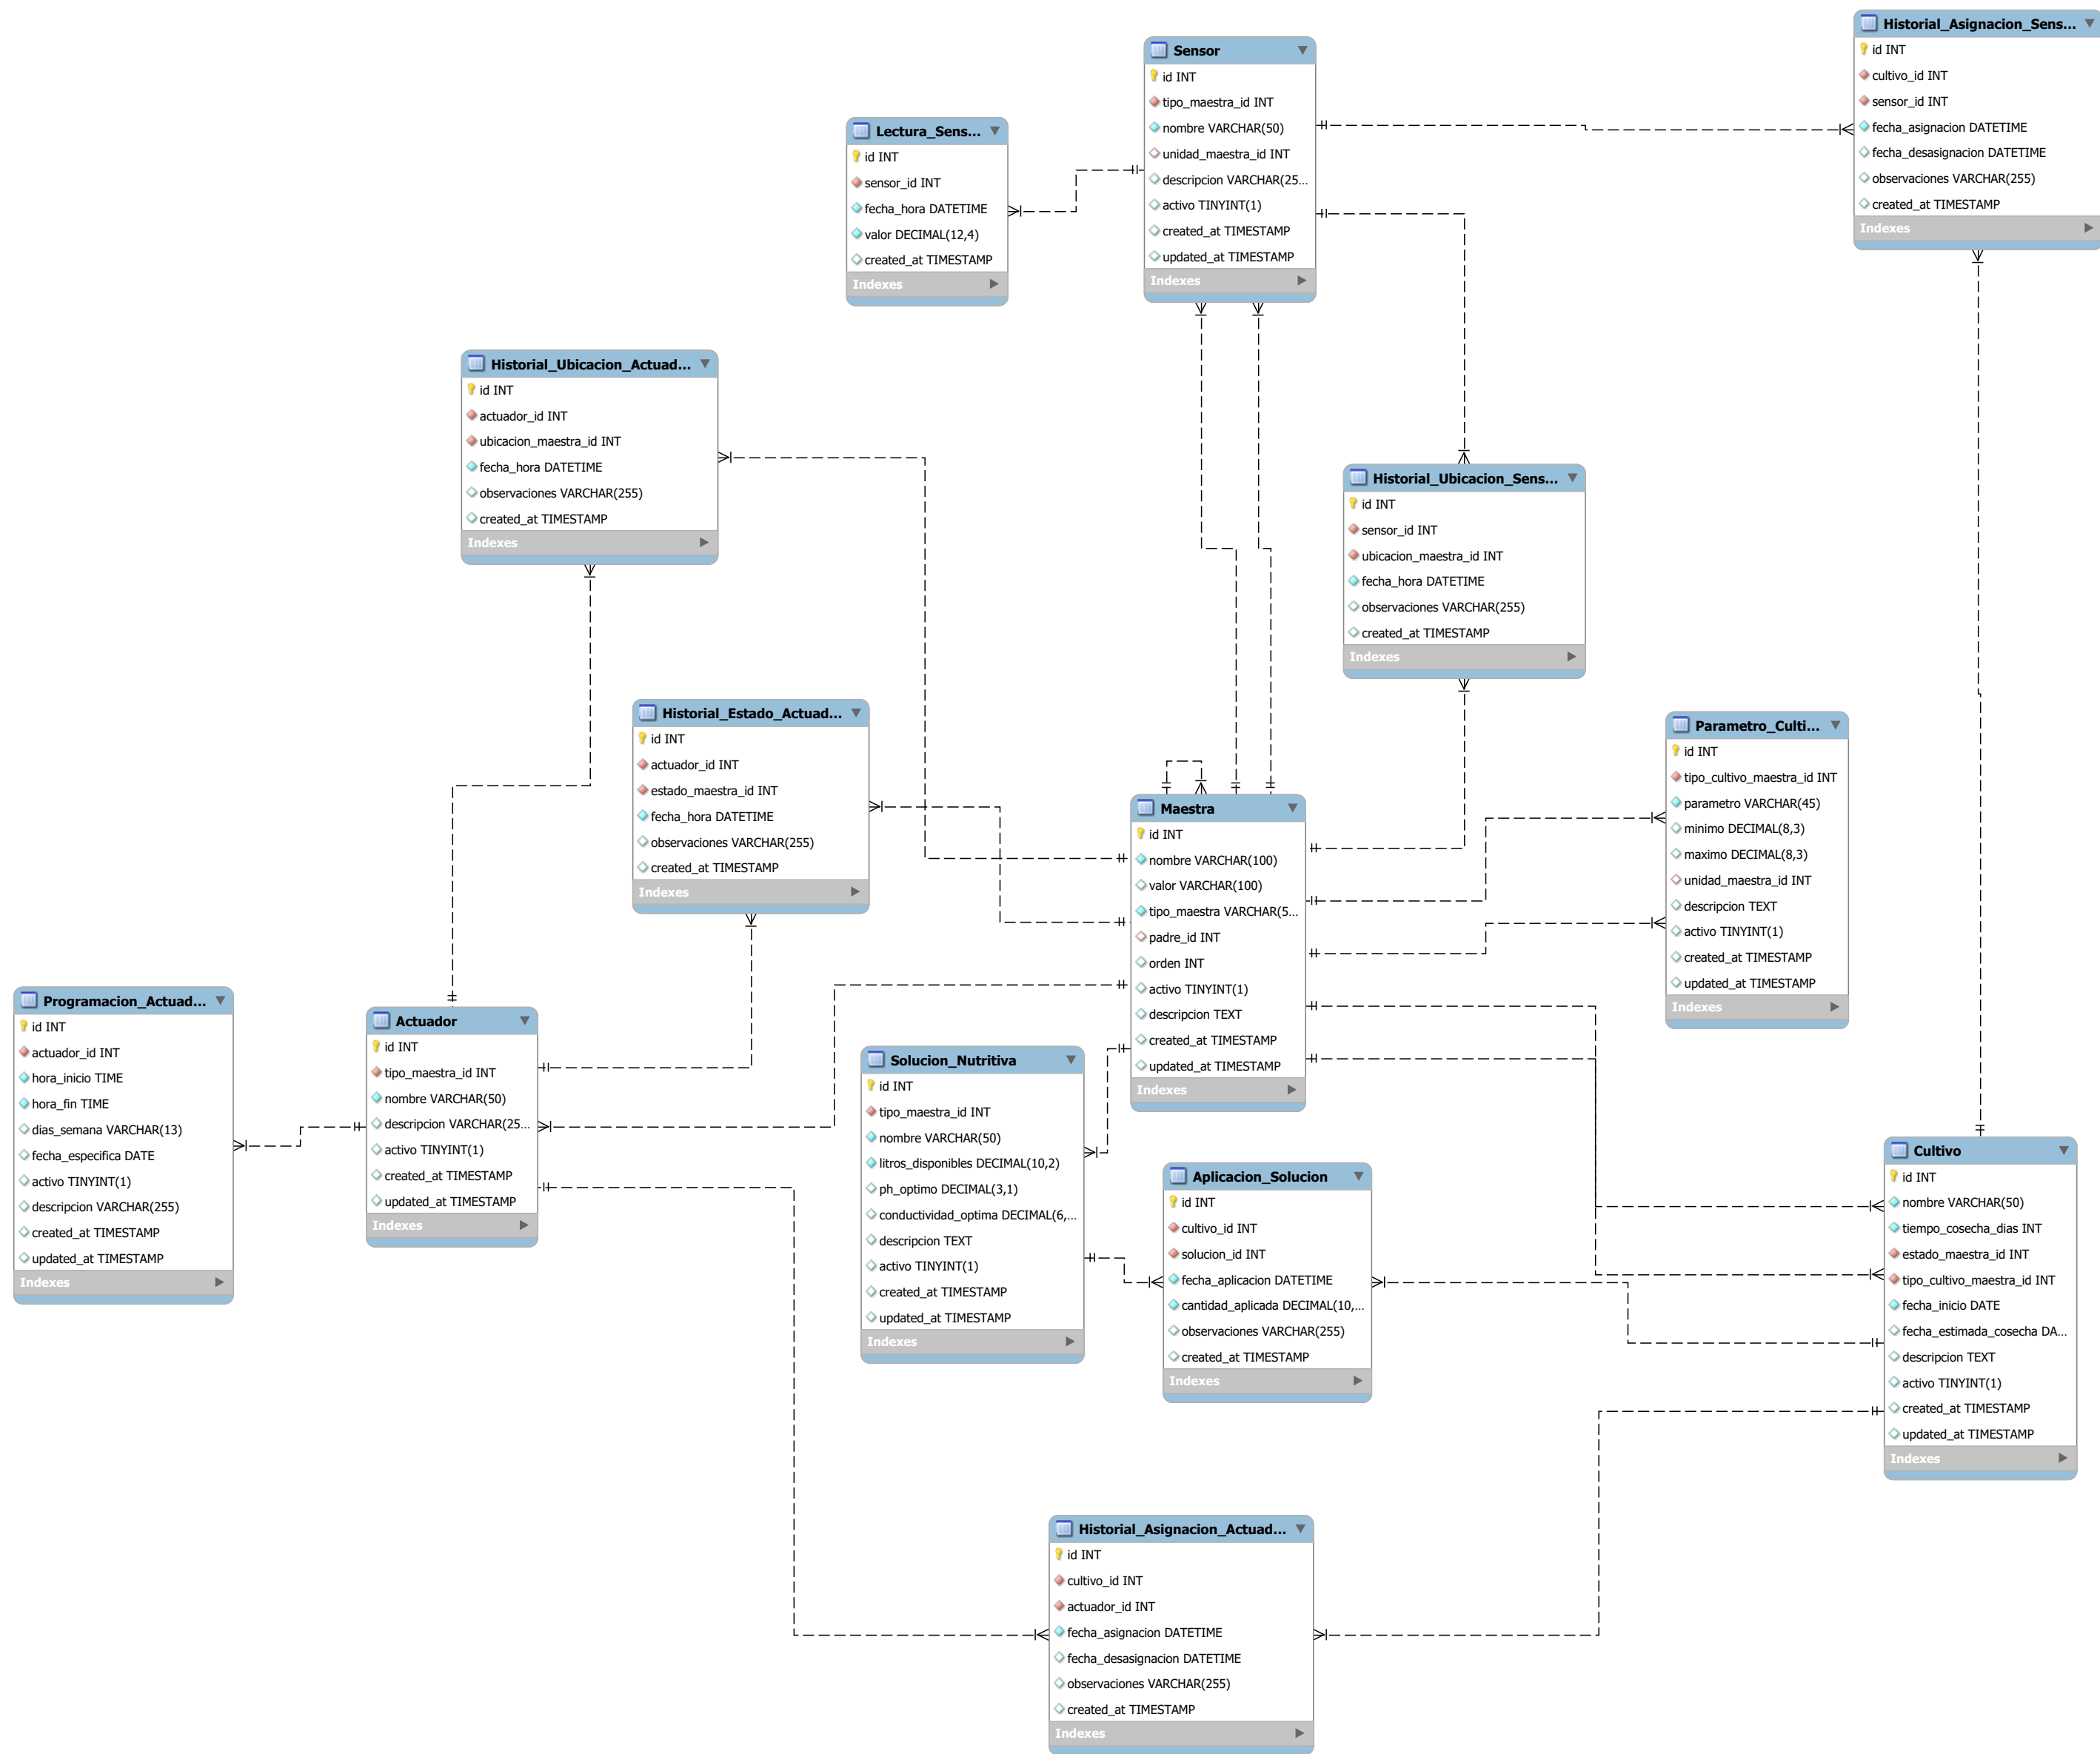 Historial_Asignacion_Sens...
id INT
cultivo_id INT
sensor_id INT
fecha_asignacion DATETIME
fecha_desasignacion DATETIME
observaciones VARCHAR(255)
created_at TIMESTAMP
Indexes
Sensor
id INT
tipo_maestra_id INT
nombre VARCHAR(50)
unidad_maestra_id INT
descripcion VARCHAR(25...
activo TINYINT(1)
created_at TIMESTAMP
updated_at TIMESTAMP
Indexes
Lectura_Sens...
id INT
sensor_id INT
fecha_hora DATETIME
valor DECIMAL(12,4)
created_at TIMESTAMP
Indexes
Historial_Ubicacion_Actuad...
id INT
actuador_id INT
ubicacion_maestra_id INT
fecha_hora DATETIME
observaciones VARCHAR(255)
created_at TIMESTAMP
Indexes
Historial_Ubicacion_Sens...
id INT
sensor_id INT
ubicacion_maestra_id INT
fecha_hora DATETIME
observaciones VARCHAR(255)
created_at TIMESTAMP
Indexes
Historial_Estado_Actuad...
id INT
actuador_id INT
estado_maestra_id INT
fecha_hora DATETIME
observaciones VARCHAR(255)
created_at TIMESTAMP
Indexes
Parametro_Culti...
id INT
tipo_cultivo_maestra_id INT
parametro VARCHAR(45)
minimo DECIMAL(8,3)
maximo DECIMAL(8,3)
unidad_maestra_id INT
descripcion TEXT
activo TINYINT(1)
created_at TIMESTAMP
updated_at TIMESTAMP
Indexes
Maestra
id INT
nombre VARCHAR(100)
valor VARCHAR(100)
tipo_maestra VARCHAR(5...
padre_id INT
orden INT
activo TINYINT(1)
descripcion TEXT
created_at TIMESTAMP
updated_at TIMESTAMP
Indexes
Programacion_Actuad...
id INT
actuador_id INT
hora_inicio TIME
hora_fin TIME
dias_semana VARCHAR(13)
fecha_especifica DATE
activo TINYINT(1)
descripcion VARCHAR(255)
created_at TIMESTAMP
updated_at TIMESTAMP
Indexes
Actuador
id INT
tipo_maestra_id INT
nombre VARCHAR(50)
descripcion VARCHAR(25...
activo TINYINT(1)
created_at TIMESTAMP
updated_at TIMESTAMP
Indexes
Solucion_Nutritiva
id INT
tipo_maestra_id INT
nombre VARCHAR(50)
litros_disponibles DECIMAL(10,2)
ph_optimo DECIMAL(3,1)
conductividad_optima DECIMAL(6,...
descripcion TEXT
activo TINYINT(1)
created_at TIMESTAMP
updated_at TIMESTAMP
Indexes
Aplicacion_Solucion
id INT
cultivo_id INT
solucion_id INT
fecha_aplicacion DATETIME
cantidad_aplicada DECIMAL(10,...
observaciones VARCHAR(255)
created_at TIMESTAMP
Indexes
Cultivo
id INT
nombre VARCHAR(50)
tiempo_cosecha_dias INT
estado_maestra_id INT
tipo_cultivo_maestra_id INT
fecha_inicio DATE
fecha_estimada_cosecha DA...
descripcion TEXT
activo TINYINT(1)
created_at TIMESTAMP
updated_at TIMESTAMP
Indexes
Historial_Asignacion_Actuad...
id INT
cultivo_id INT
actuador_id INT
fecha_asignacion DATETIME
fecha_desasignacion DATETIME
observaciones VARCHAR(255)
created_at TIMESTAMP
Indexes